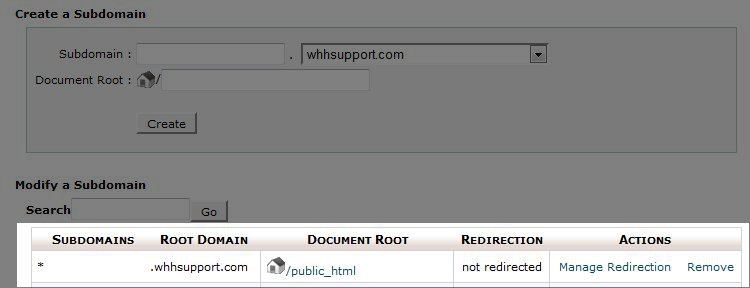 Create a Subdomain
Subdomain : . whhsupport.com
Document Root : /
Create
Modify a Subdomain
Search Go
SUBDOMAINS ROOT DOMAIN DOCUMENT ROOT REDIRECTION ACTIONS
* .whhsupport.com /public_html not redirected Manage Redirection Remove